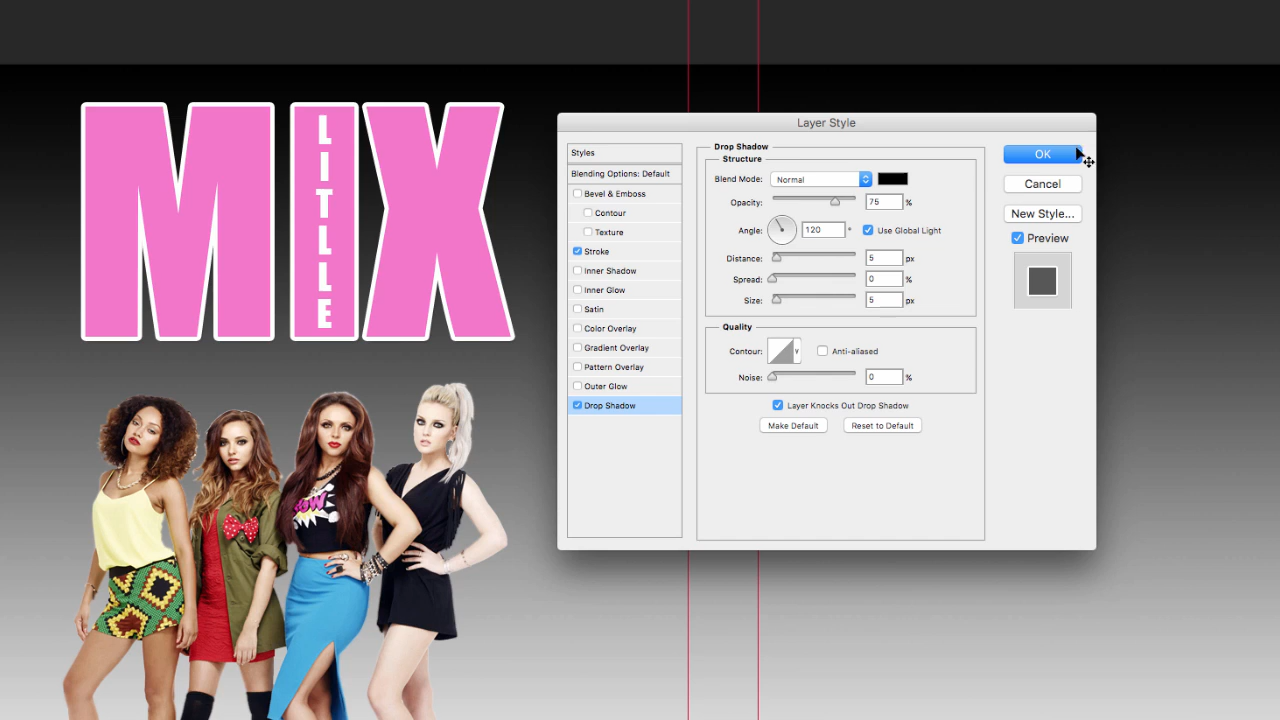 MIX
LITLLE
Layer Style
Styles
Blending Options: Default
Bevel & Emboss
Contour
Texture
Stroke
Inner Shadow
Inner Glow
Satin
Color Overlay
Gradient Overlay
Pattern Overlay
Outer Glow
Drop Shadow
Drop Shadow
Structure
Blend Mode: Normal
Opacity: 75 %
Angle: 120 ° Use Global Light
Distance: 5 px
Spread: 0 %
Size: 5 px
Quality
Contour: Anti-aliased
Noise: 0 %
Layer Knocks Out Drop Shadow
Make Default Reset to Default
OK
Cancel
New Style...
Preview